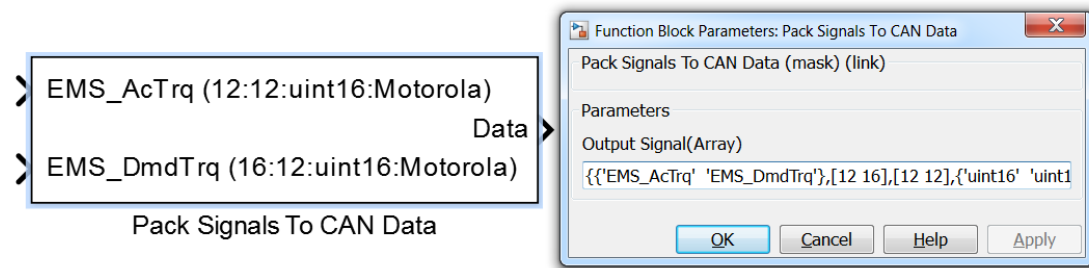 EMS_AcTrq (12:12:uint16:Motorola)
Data
EMS_DmdTrq (16:12:uint16:Motorola)
Pack Signals To CAN Data
Function Block Parameters: Pack Signals To CAN Data
Pack Signals To CAN Data (mask) (link)
Parameters
Output Signal(Array)
{{'EMS_AcTrq' 'EMS_DmdTrq'},[12 16],[12 12],{'uint16' 'uint1
OK Cancel Help Apply